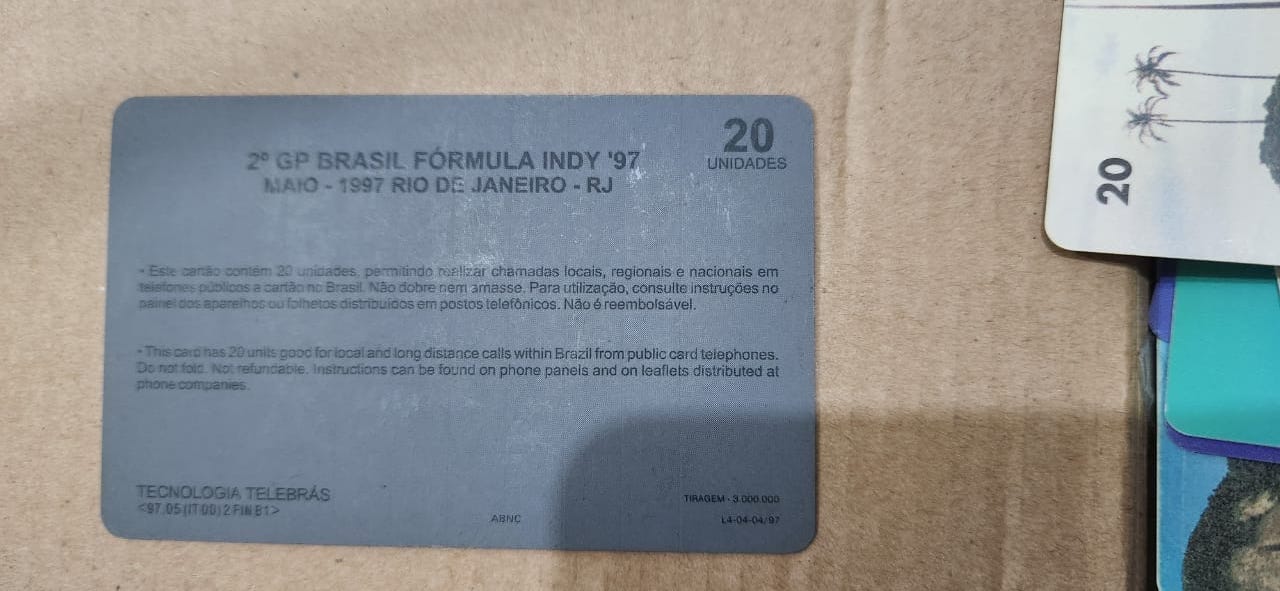 2º GP BRASIL FÓRMULA INDY '97
MAIO - 1997 RIO DE JANEIRO - RJ
20
UNIDADES
• Este cartão contém 20 unidades, permitindo realizar chamadas locais, regionais e nacionais em
telefones públicos a cartão no Brasil. Não dobre nem amasse. Para utilização, consulte instruções no
painel dos aparelhos ou folhetos distribuídos em postos telefônicos. Não é reembolsável.
• This card has 20 units good for local and long distance calls within Brazil from public card telephones.
Do not fold. Not refundable. Instructions can be found on phone panels and on leaflets distributed at
phone companies.
TECNOLOGIA TELEBRÁS
<97.05 (IT 00) 2 FIN B1>
ABNC
TIRAGEM - 3.000.000
L4-04-04/97
20